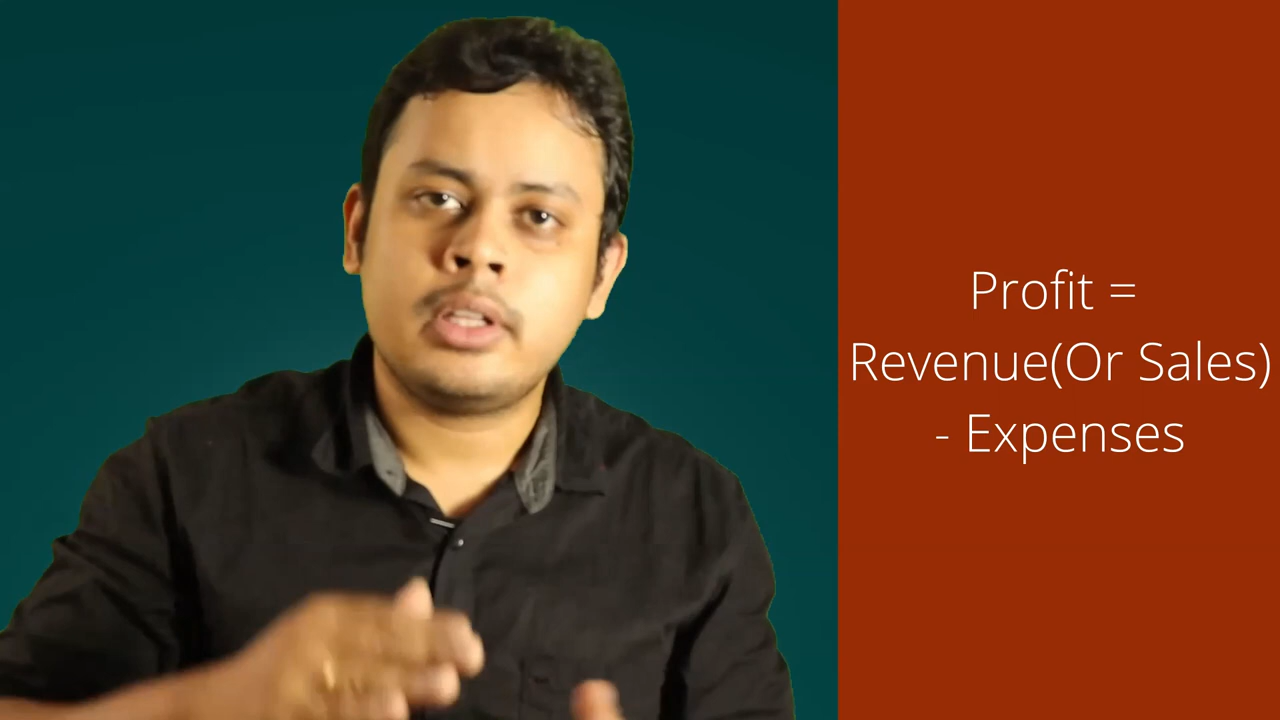 Profit =
Revenue(Or Sales)
- Expenses